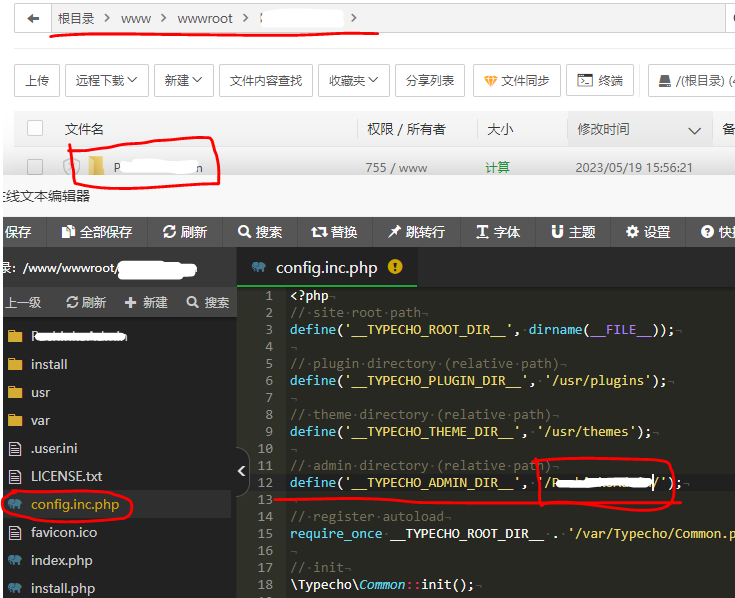 根目录 > www > wwwroot > >
上传 远程下载 新建 文件内容查找 收藏夹 分享列表 文件同步 终端 /(根目录)
文件名 权限 / 所有者 大小 修改时间
755 / www 计算 2023/05/19 15:56:21
线文本编辑器
保存 全部保存 刷新 搜索 替换 跳转行 字体 主题 设置
/www/wwwroot/
config.inc.php
上一级 刷新 新建 搜索
install
usr
var
.user.ini
LICENSE.txt
config.inc.php
favicon.ico
index.php
install.php
1 <?php
2 // site root path
3 define('__TYPECHO_ROOT_DIR__', dirname(__FILE__));
4
5 // plugin directory (relative path)
6 define('__TYPECHO_PLUGIN_DIR__', '/usr/plugins');
7
8 // theme directory (relative path)
9 define('__TYPECHO_THEME_DIR__', '/usr/themes');
10
11 // admin directory (relative path)
12 define('__TYPECHO_ADMIN_DIR__', '/ /');
13
14 // register autoload
15 require_once __TYPECHO_ROOT_DIR__ . '/var/Typecho/Common.p
16
17 // init
18 \Typecho\Common::init();